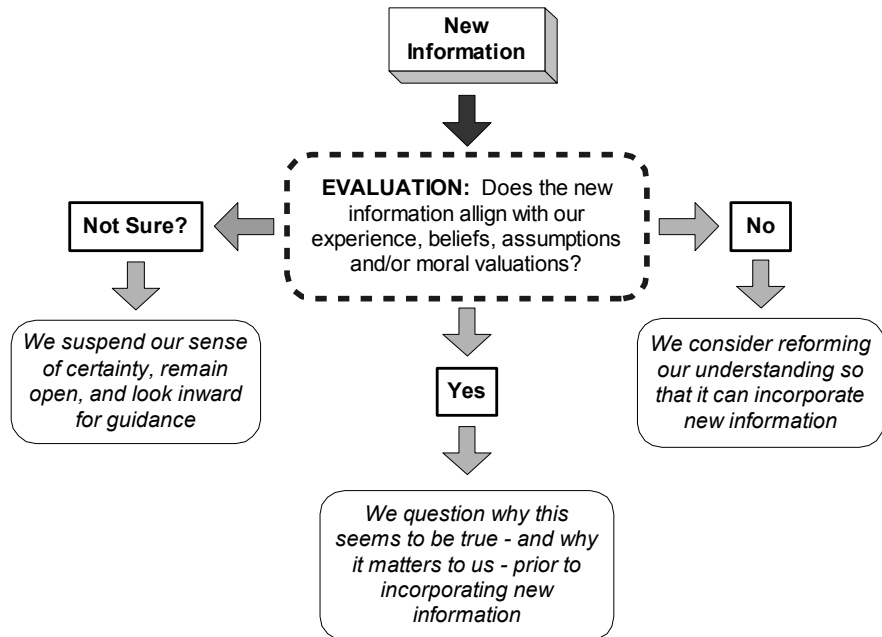 New
Information
EVALUATION: Does the new
information allign with our
experience, beliefs, assumptions
and/or moral valuations?
Not Sure?
No
We suspend our sense
of certainty, remain
open, and look inward
for guidance
Yes
We consider reforming
our understanding so
that it can incorporate
new information
We question why this
seems to be true - and why
it matters to us - prior to
incorporating new
information